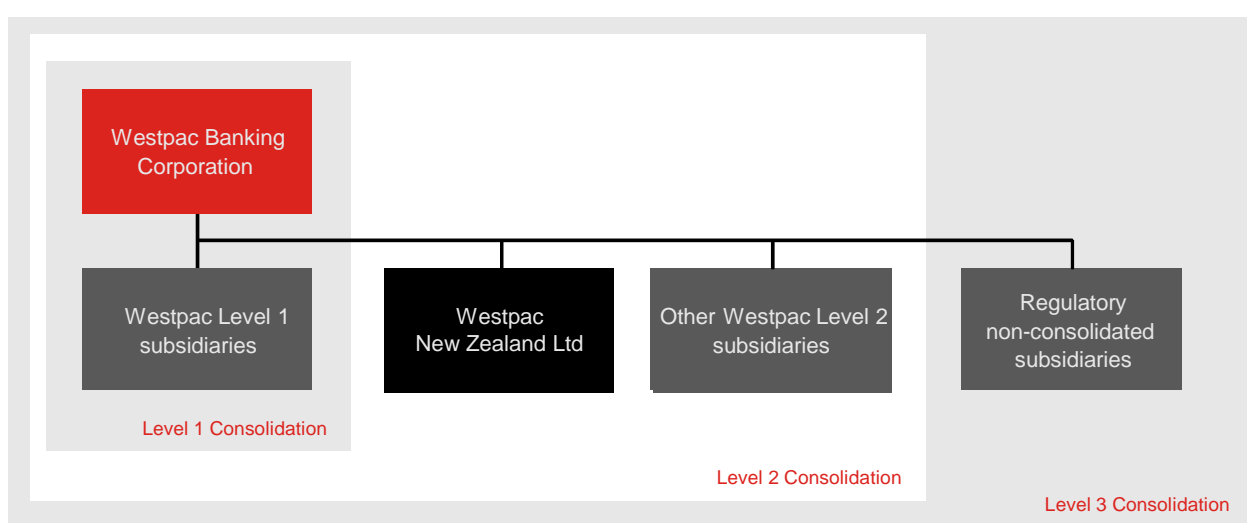 Westpac Banking
Corporation
Westpac Level 1
subsidiaries
Westpac
New Zealand Ltd
Other Westpac Level 2
subsidiaries
Regulatory
non-consolidated
subsidiaries
Level 1 Consolidation
Level 2 Consolidation
Level 3 Consolidation